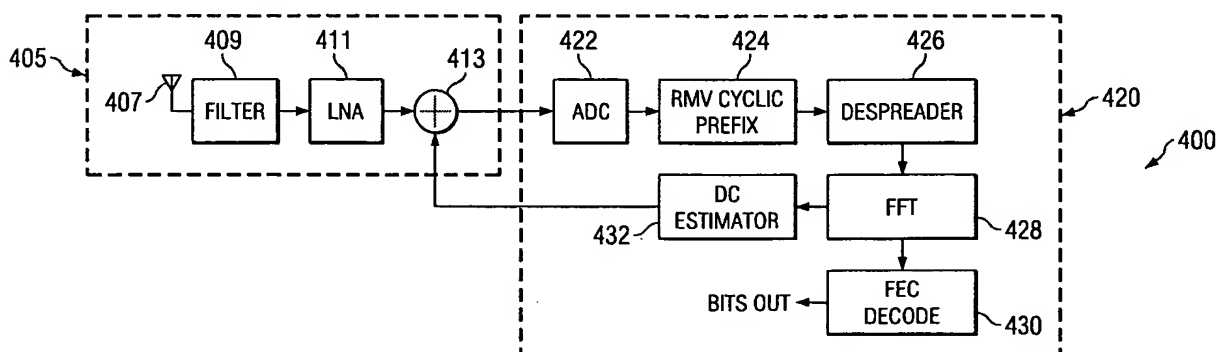 409
411
413
405
407
FILTER
LNA
422
424
426
ADC
RMV CYCLIC
PREFIX
DESPREADER
420
400
DC
ESTIMATOR
432
FFT
428
BITS OUT
FEC
DECODE
430